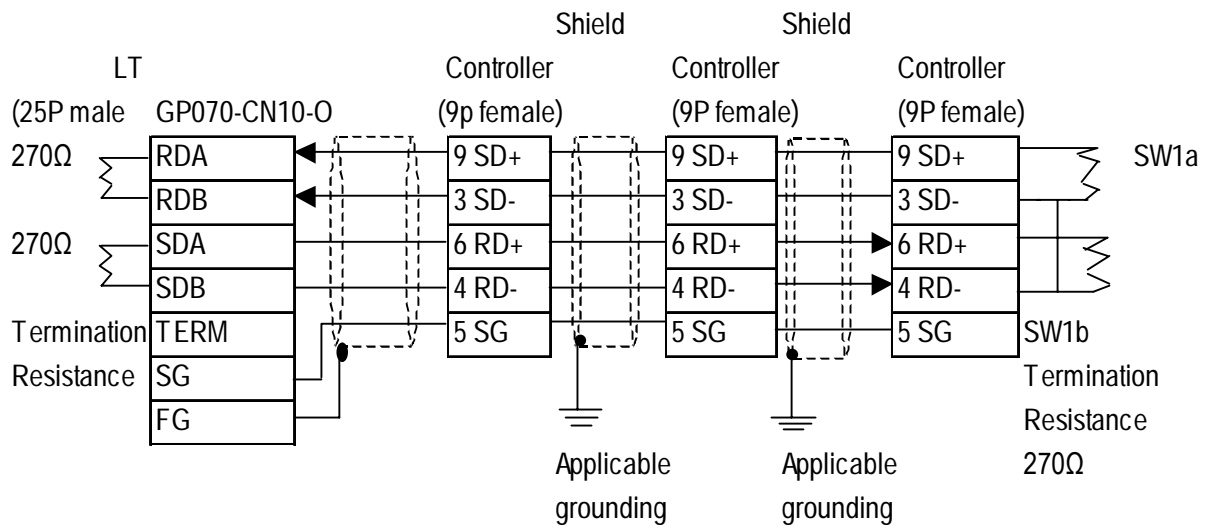 Shield Shield
LT Controller Controller Controller
(25P male GP070-CN10-O (9p female) (9P female) (9P female)
270Ω RDA 9 SD+ 9 SD+ 9 SD+ SW1a
RDB 3 SD- 3 SD- 3 SD-
270Ω SDA 6 RD+ 6 RD+ 6 RD+
SDB 4 RD- 4 RD- 4 RD-
Termination TERM 5 SG 5 SG 5 SG SW1b
Resistance SG Termination
FG Resistance
Applicable Applicable 270Ω
grounding grounding